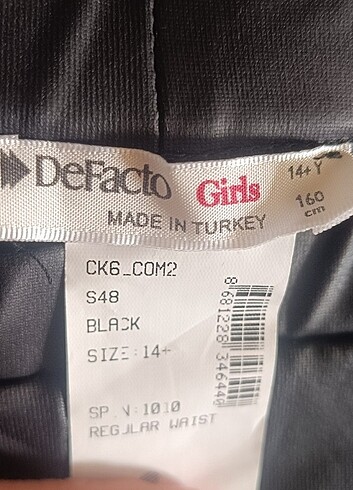 DeFacto Girls
14+Y
160
cm
MADE IN TURKEY
CK6_COM2
S48
BLACK
SIZE:14+
SP N:1010
REGULAR WAIST